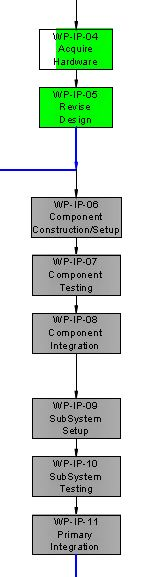 WP-IP-04
Acquire
Hardware
WP-IP-05
Revise
Design
WP-IP-06
Component
Construction/Setup
WP-IP-07
Component
Testing
WP-IP-08
Component
Integration
WP-IP-09
SubSystem
Setup
WP-IP-10
SubSystem
Testing
WP-IP-11
Primary
Integration